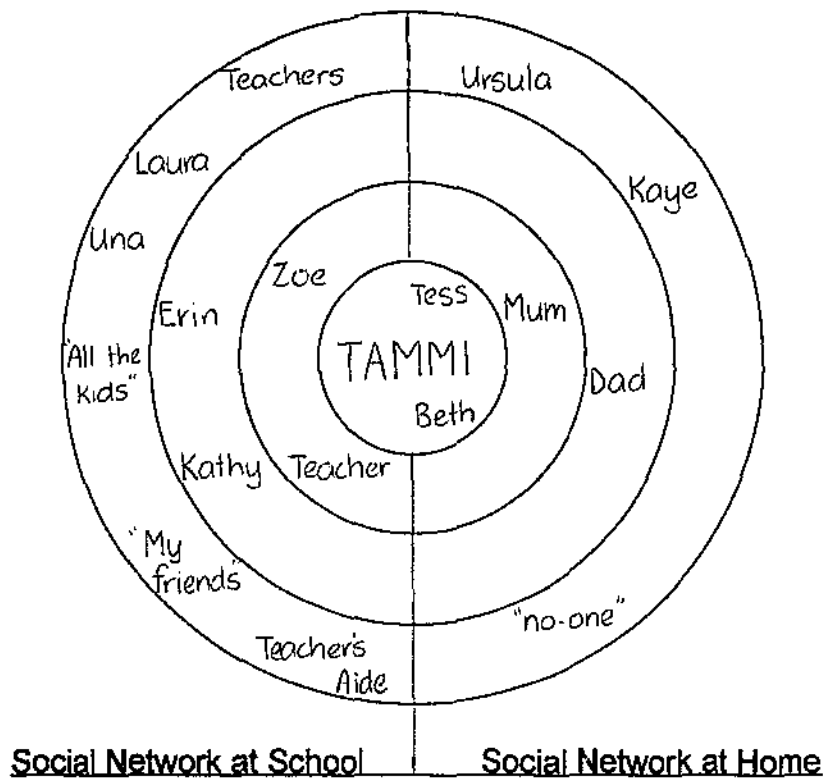 Teachers
Ursula
Laura
Kaye
Una
Zoe
Tess
Mum
Erin
"All the
kids"
TAMMI
Dad
Beth
Kathy
Teacher
"My
friends"
"no-one"
Teacher's
Aide
Social Network at School
Social Network at Home